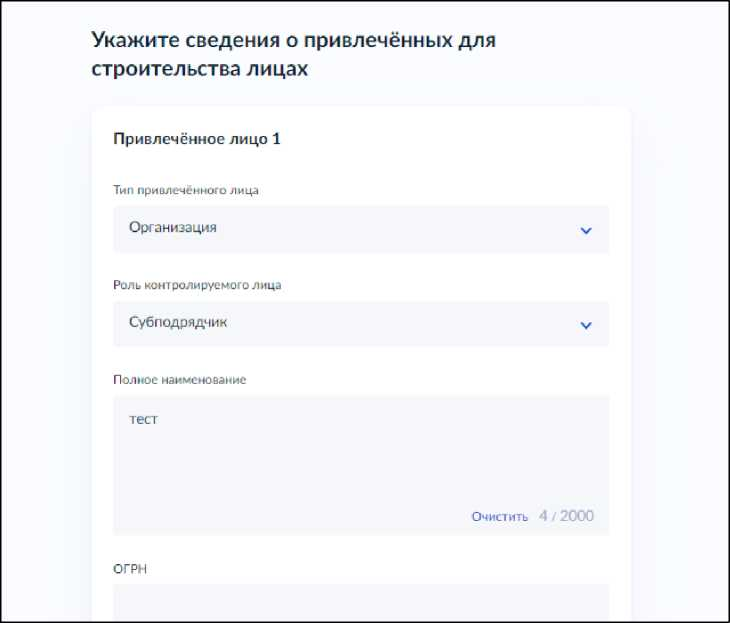 Укажите сведения о привлечённых для
строительства лицах
Привлечённое лицо 1
Тип привлечённого лица
Организация
Роль контролируемого лица
Субподрядчик
Полное наименование
тест
Очистить 4 / 2000
ОГРН